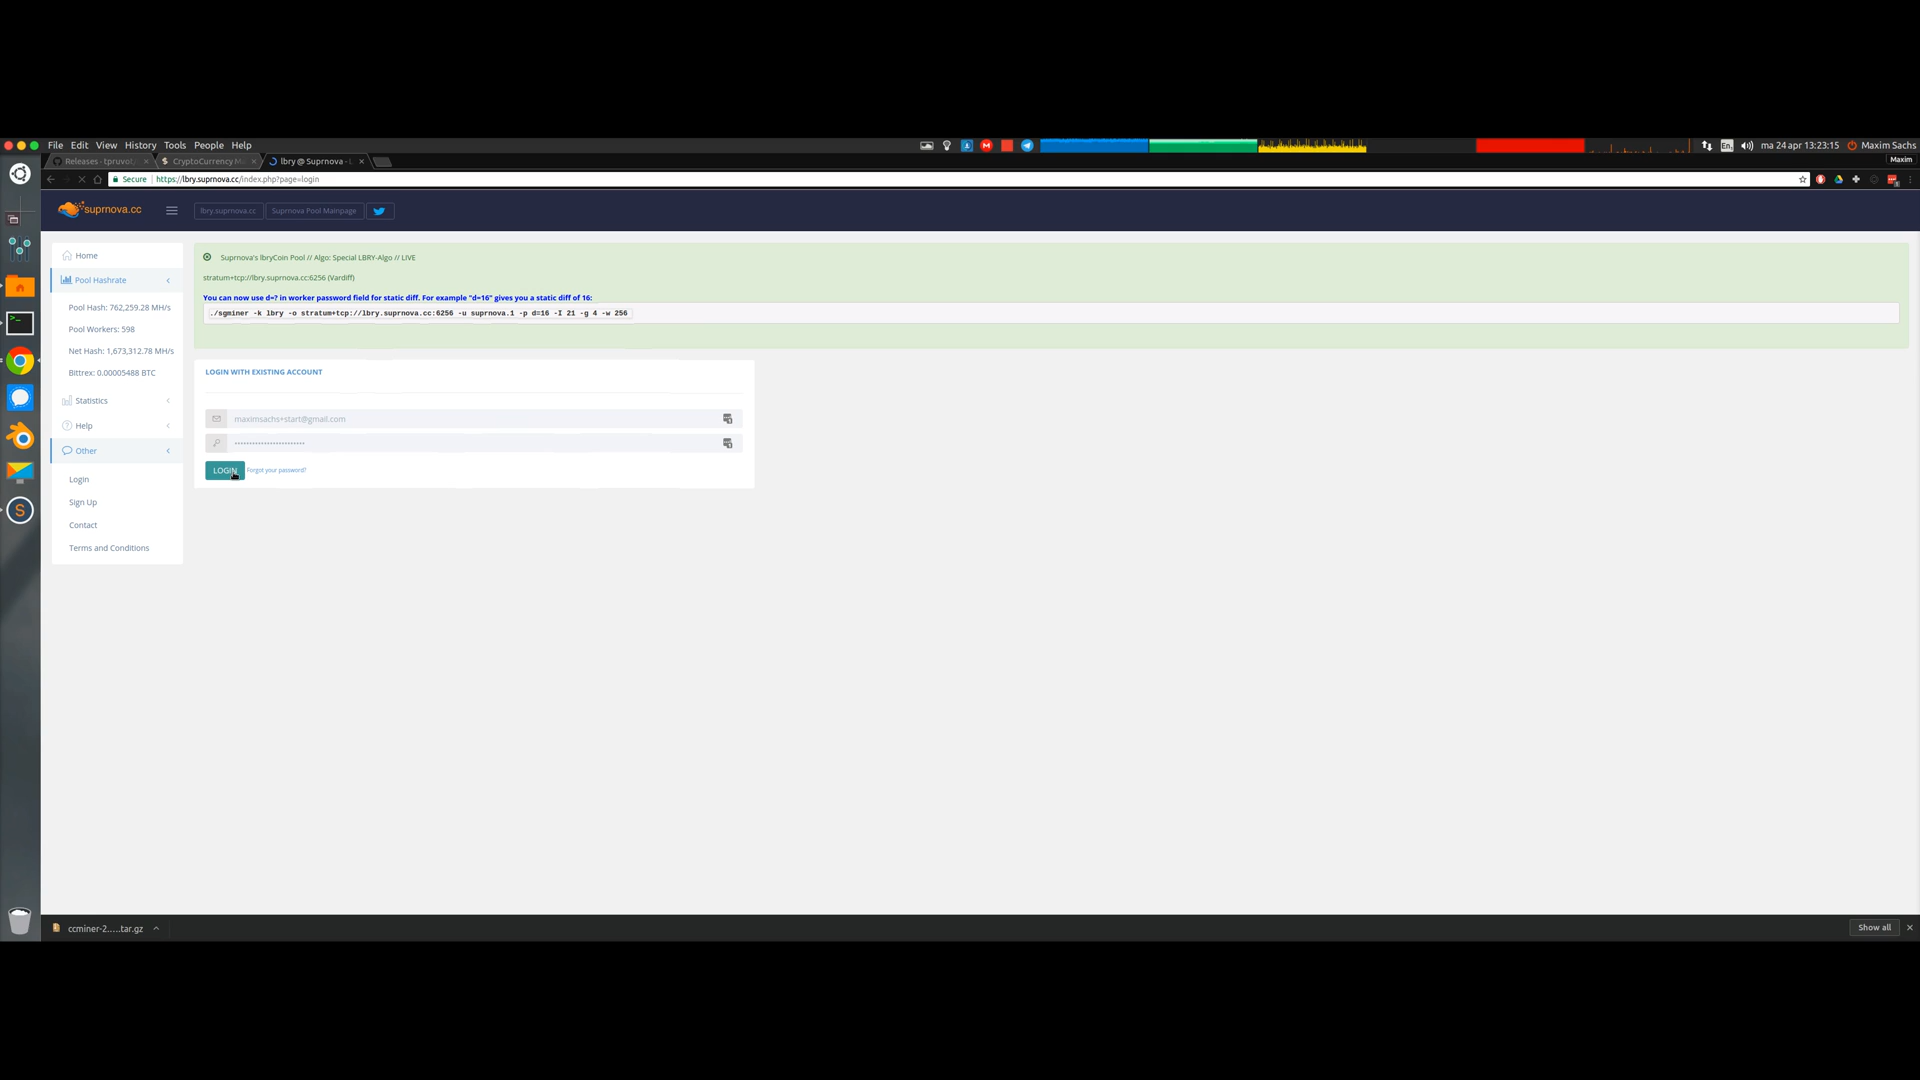 File Edit View History Tools People Help
En
ma 24 apr 13:23:15
Maxim Sachs
Releases · tpruvot/
CryptoCurrency M
lbry @ Suprnova - L
Maxim
Secure
https://lbry.suprnova.cc/index.php?page=login
suprnova.cc
lbry.suprnova.cc
Suprnova Pool Mainpage
Home
Pool Hashrate
Pool Hash: 762,259.28 MH/s
Pool Workers: 598
Net Hash: 1,673,312.78 MH/s
Bittrex: 0.00005488 BTC
Statistics
Help
Other
Login
Sign Up
Contact
Terms and Conditions
Suprnova's lbryCoin Pool // Algo: Special LBRY-Algo // LIVE
stratum+tcp://lbry.suprnova.cc:6256 (Vardiff)
You can now use d=? in worker password field for static diff. For example "d=16" gives you a static diff of 16:
./sgminer -k lbry -o stratum+tcp://lbry.suprnova.cc:6256 -u suprnova.1 -p d=16 -I 21 -g 4 -w 256
LOGIN WITH EXISTING ACCOUNT
maximsachs+start@gmail.com
LOGIN
Forgot your password?
ccminer-2.....tar.gz
Show all